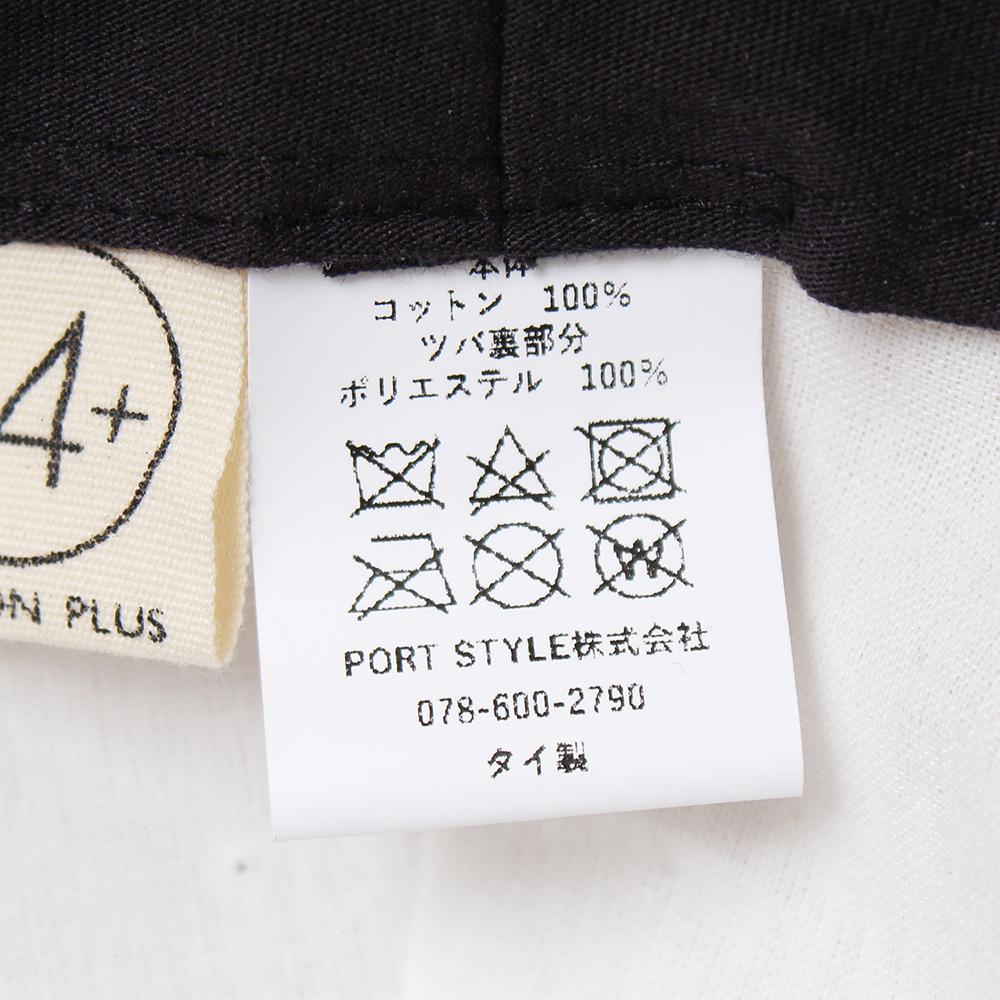 4+
PLUS
本体
コットン 100%
ツバ裏部分
ポリエステル 100%
W
PORT STYLE株式会社
078-600-2790
タイ製